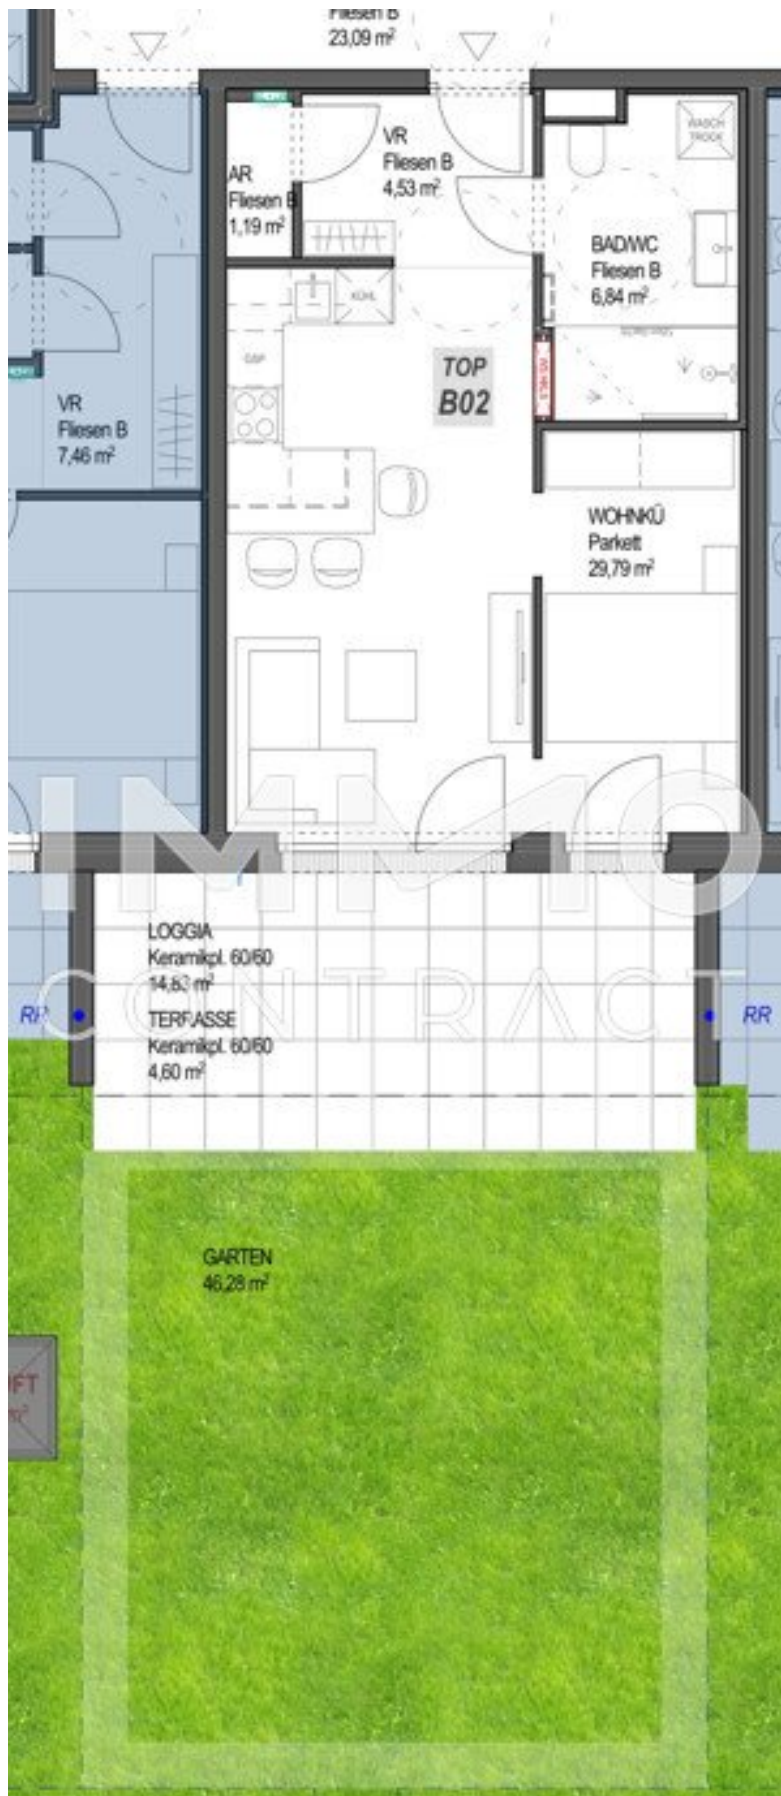 Fliesen B
23,09 m²
VR
Fliesen B
4,53 m²
AR
Fliesen B
1,19 m²
WASCH
TROCK
BAD/WC
Fliesen B
6,84 m²
KÜHL
GSP
TOP
B02
VR
Fliesen B
7,46 m²
WOHNKÜ
Parkett
29,79 m²
IMMO
CONTRACT
LOGGIA
Keramikpl. 60/60
m²
TERRASSE
Keramikpl. 60/60
4,60 m²
RR
RR
GARTEN
46,28 m²